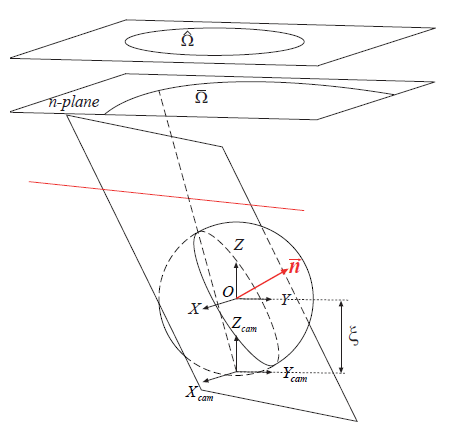 Ω̂
Ω̄
n-plane
Z
n⃗
O
Y
X
Z_cam
ξ
Y_cam
X_cam